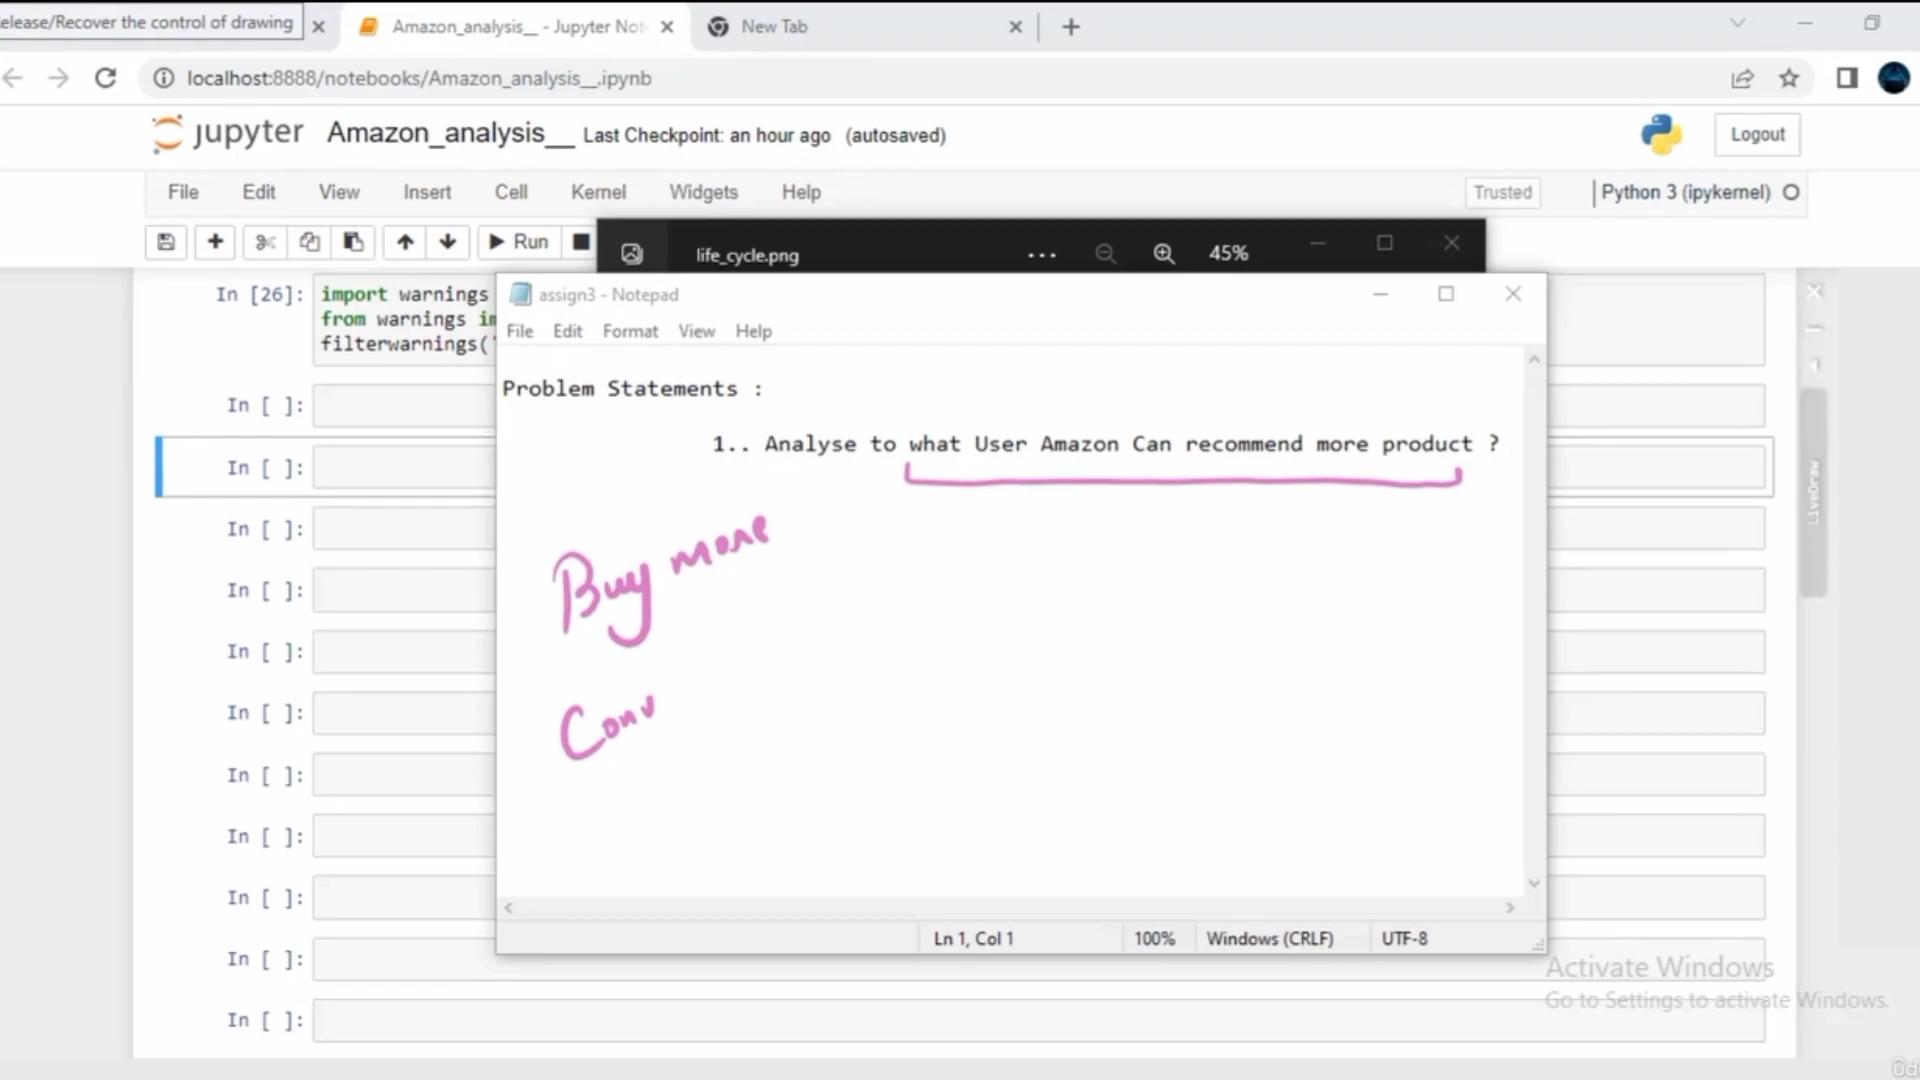 elease/Recover the control of drawing
Amazon_analysis__ - Jupyter Not
New Tab
localhost:8888/notebooks/Amazon_analysis__.ipynb
jupyter Amazon_analysis__ Last Checkpoint: an hour ago (autosaved)
Logout
File Edit View Insert Cell Kernel Widgets Help
Trusted
Python 3 (ipykernel)
Run
life_cycle.png
45%
In [26]:
import warnings
from warnings im
filterwarnings('
assign3 - Notepad
File Edit Format View Help
Problem Statements :
1.. Analyse to what User Amazon Can recommend more product ?
Buy more
Conv
In [ ]:
In [ ]:
In [ ]:
In [ ]:
In [ ]:
In [ ]:
In [ ]:
In [ ]:
In [ ]:
In [ ]:
In [ ]:
LiveDraw
Ln 1, Col 1
100%
Windows (CRLF)
UTF-8
Activate Windows
Go to Settings to activate Windows.